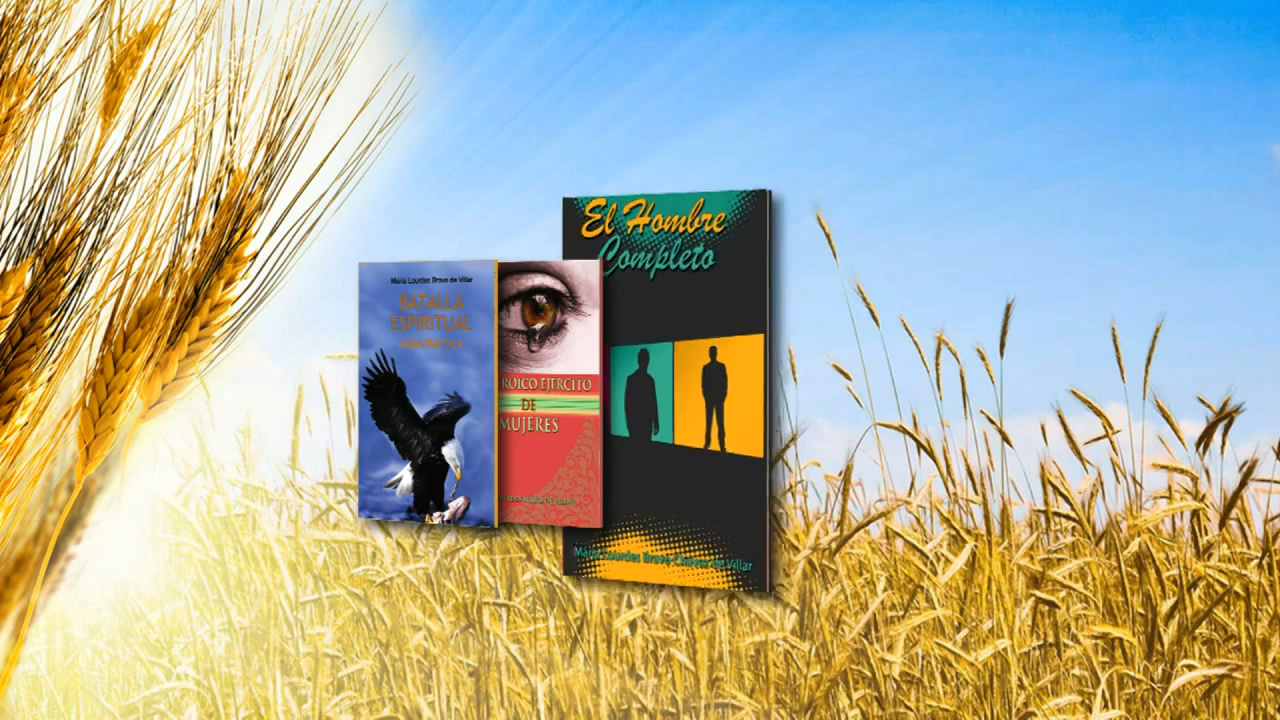 María Lourdes Bravo de Villar
BATALLA
ESPIRITUAL
GUÍA PRÁCTICA
ROICO EJÉRCITO
DE
MUJERES
El Hombre
Completo
María Lourdes Bravo
de Villar